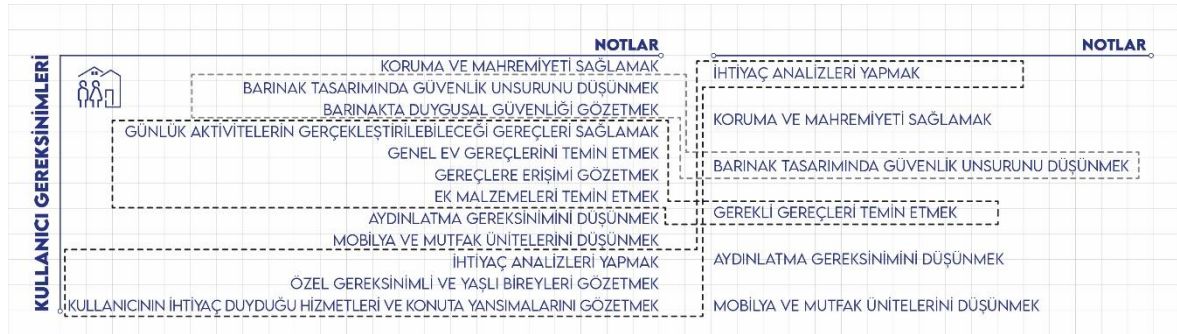 KULLANICI GEREKSİNİMLERİ
NOTLAR
KORUMA VE MAHREMİYETİ SAĞLAMAK
BARINAK TASARIMINDA GÜVENLİK UNSURUNU DÜŞÜNMEK
BARINAKTA DUYGUSAL GÜVENLİĞİ GÖZETMEK
GÜNLÜK AKTİVİTELERİN GERÇEKLEŞTİRİLEBİLECEĞİ GEREÇLERİ SAĞLAMAK
GENEL EV GEREÇLERİNİ TEMİN ETMEK
GEREÇLERE ERİŞİMİ GÖZETMEK
EK MALZEMELERİ TEMİN ETMEK
AYDINLATMA GEREKSİNİMİNİ DÜŞÜNMEK
MOBİLYA VE MUTFAK ÜNİTELERİNİ DÜŞÜNMEK
İHTİYAÇ ANALİZLERİ YAPMAK
ÖZEL GEREKSİNİMLİ VE YAŞLI BİREYLERİ GÖZETMEK
KULLANICININ İHTİYAÇ DUYDUĞU HİZMETLERİ VE KONUTA YANSIMALARINI GÖZETMEK
NOTLAR
İHTİYAÇ ANALİZLERİ YAPMAK
KORUMA VE MAHREMİYETİ SAĞLAMAK
BARINAK TASARIMINDA GÜVENLİK UNSURUNU DÜŞÜNMEK
GEREKLİ GEREÇLERİ TEMİN ETMEK
AYDINLATMA GEREKSİNİMİNİ DÜŞÜNMEK
MOBİLYA VE MUTFAK ÜNİTELERİNİ DÜŞÜNMEK